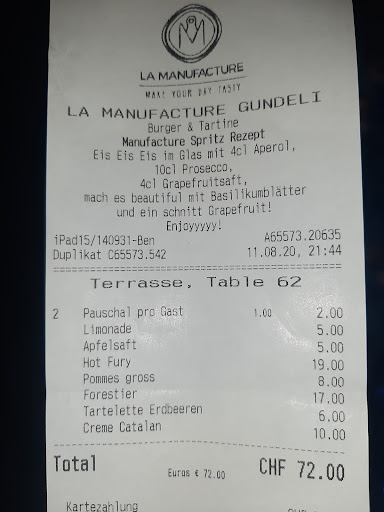 LA MANUFACTURE
MAKE YOUR DAY TASTY
LA MANUFACTURE GUNDELI
Burger & Tartine
Manufacture Spritz Rezept
Eis Eis Eis im Glas mit 4cl Aperol,
10cl Prosecco,
4cl Grapefruitsaft,
mach es beautiful mit Basilikumblätter
und ein schnitt Grapefruit!
Enjoyyyyy!
iPad15/140931-Ben A65573.20635
Duplikat C65573.542 11.08.20, 21:44
Terrasse, Table 62
2 Pauschal pro Gast 1.00 2.00
Limonade 5.00
Apfelsaft 5.00
Hot Fury 19.00
Pommes gross 8.00
Forestier 17.00
Tartelette Erdbeeren 6.00
Creme Catalan 10.00
Total Euros € 72.00 CHF 72.00
Kartezahlung